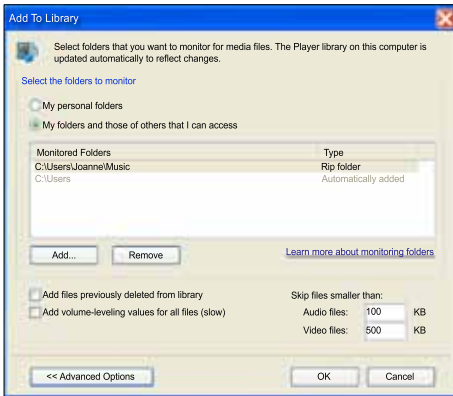 Add To Library
Select folders that you want to monitor for media files. The Player library on this computer is
updated automatically to reflect changes.
Select the folders to monitor
My personal folders
My folders and those of others that I can access
Monitored Folders Type
C:\Users\Joanne\Music Rip folder
C:\Users Automatically added
Add... Remove Learn more about monitoring folders
Add files previously deleted from library
Add volume-leveling values for all files (slow)
Skip files smaller than:
Audio files: 100 KB
Video files: 500 KB
<< Advanced Options OK Cancel